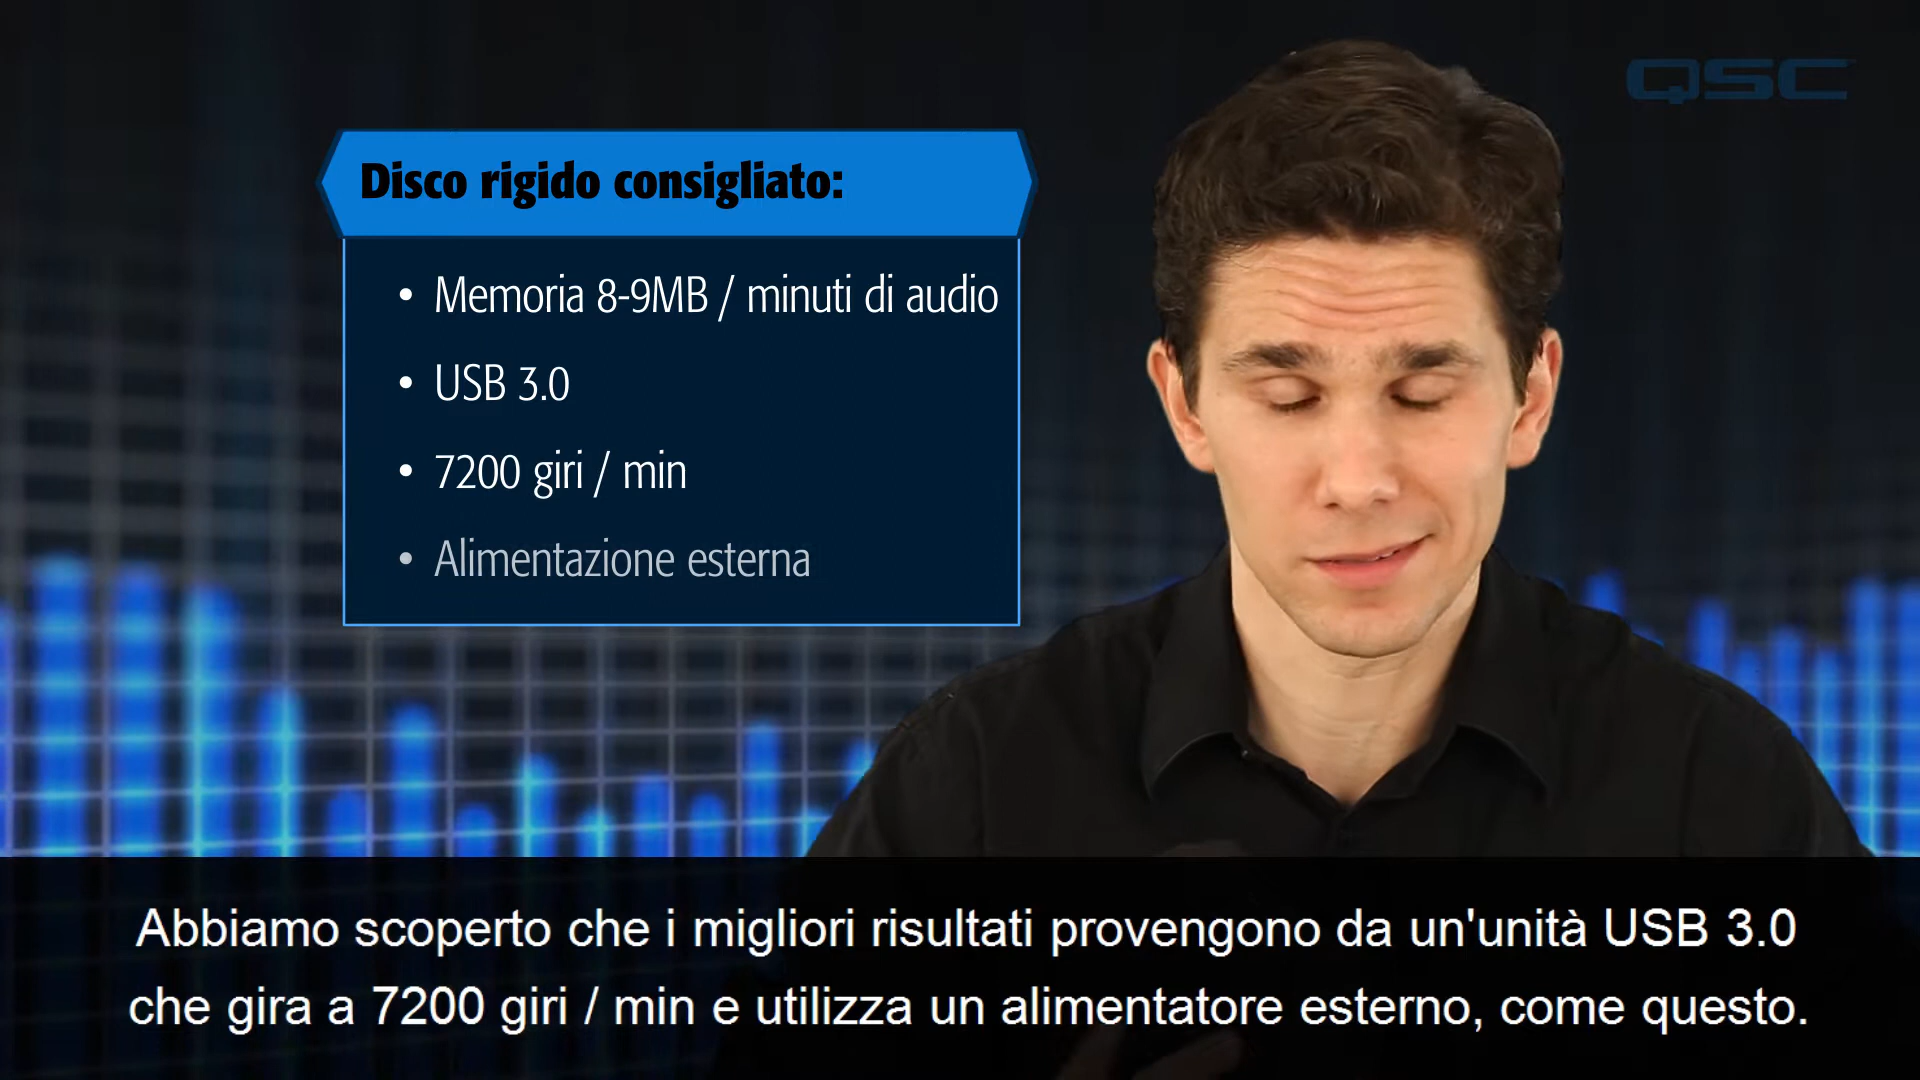 QSC
Disco rigido consigliato:
• Memoria 8-9MB / minuti di audio
• USB 3.0
• 7200 giri / min
• Alimentazione esterna
Abbiamo scoperto che i migliori risultati provengono da un'unità USB 3.0
che gira a 7200 giri / min e utilizza un alimentatore esterno, come questo.